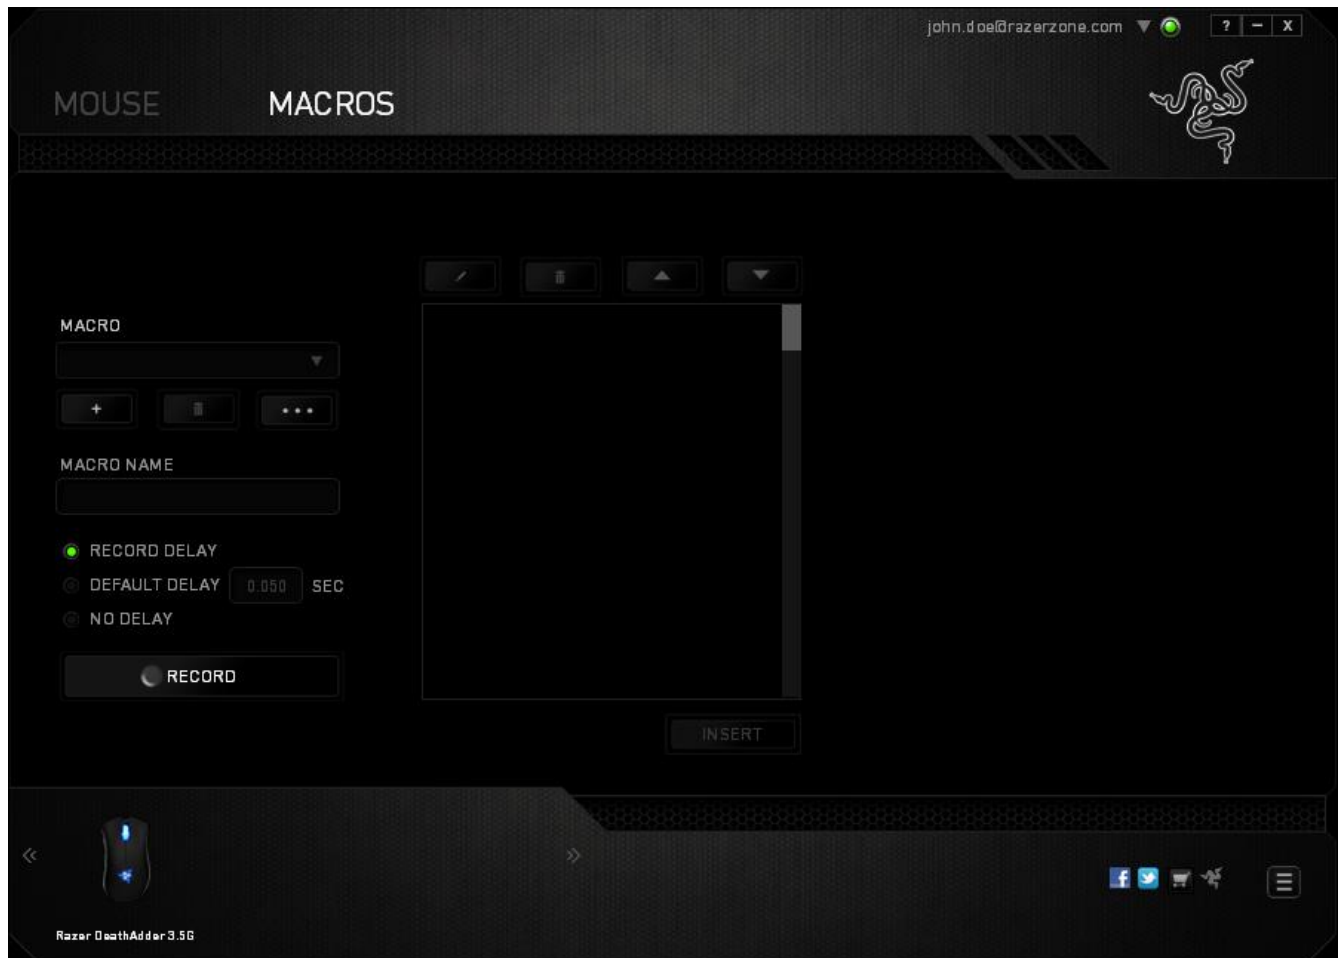 john.doe@razerzone.com
? – X
MOUSE MACROS
MACRO
+
MACRO NAME
RECORD DELAY
DEFAULT DELAY 0.050 SEC
NO DELAY
RECORD
INSERT
Razer DeathAdder 3.5G